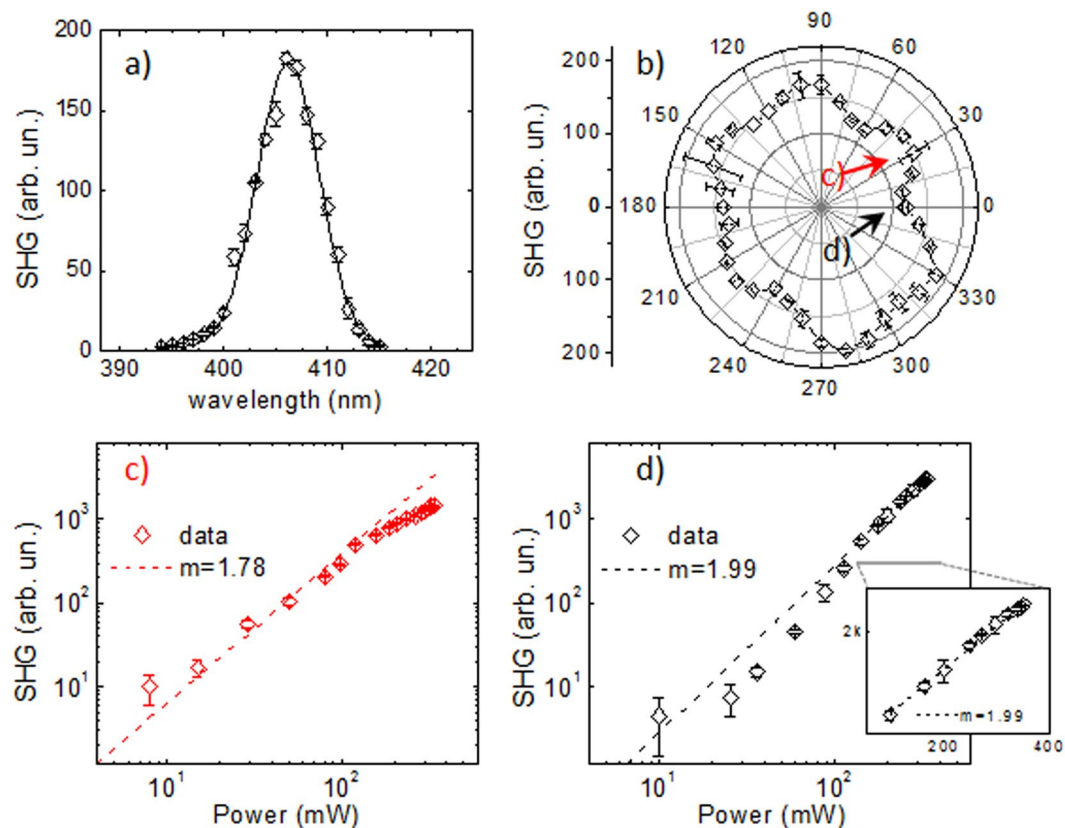 a)
SHG (arb. un.)
200
150
100
50
0
390 400 410 420
wavelength (nm)
b)
SHG (arb. un.)
200
100
0
100
200
90
60
30
0
330
300
270
240
210
180
150
120
c)
d)
c)
SHG (arb. un.)
10³
10²
10¹
data
m=1.78
10¹ 10²
Power (mW)
d)
SHG (arb. un.)
10³
10²
10¹
data
m=1.99
2k
m=1.99
200 400
10¹ 10²
Power (mW)